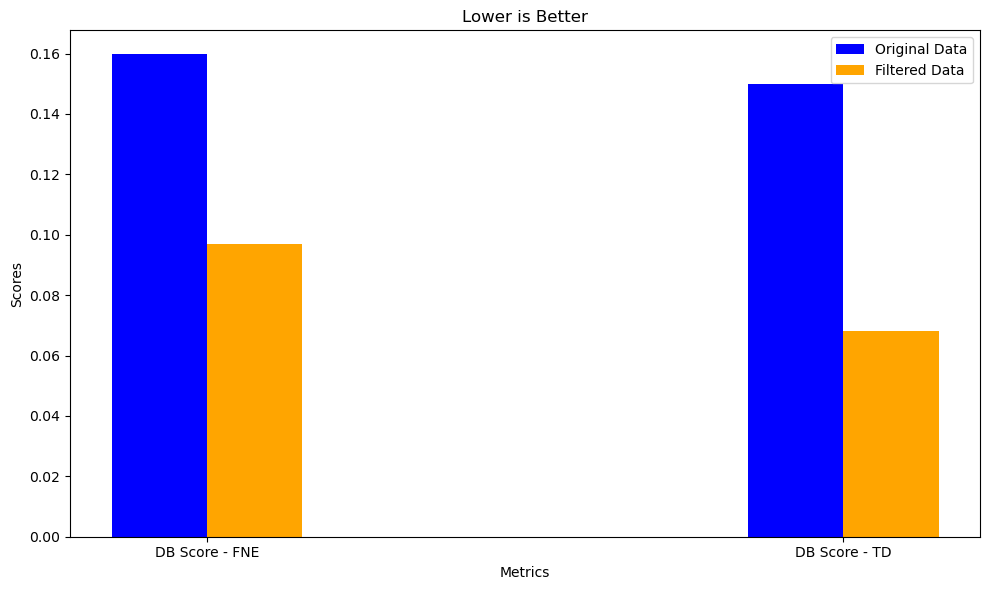 Lower is Better
Original Data
Filtered Data
0.16
0.14
0.12
0.10
0.08
0.06
0.04
0.02
0.00
Scores
DB Score - FNE
DB Score - TD
Metrics